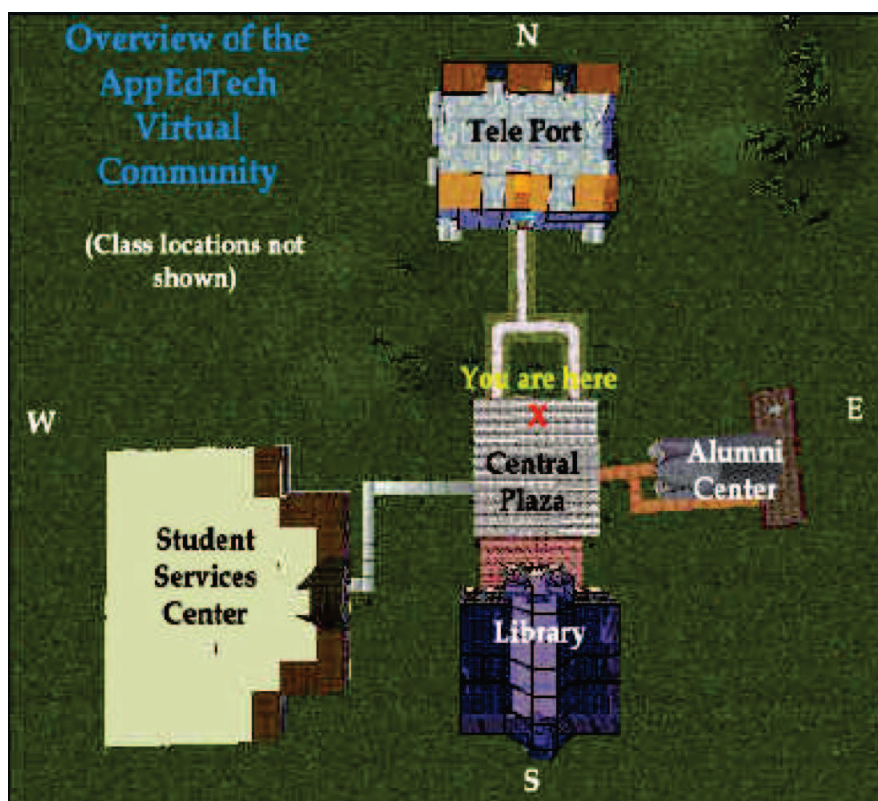 Overview of the
AppEdTech
Virtual
Community
(Class locations not
shown)
N
Tele Port
You are here
X
W
E
Central
Plaza
Alumni
Center
Student
Services
Center
Library
S